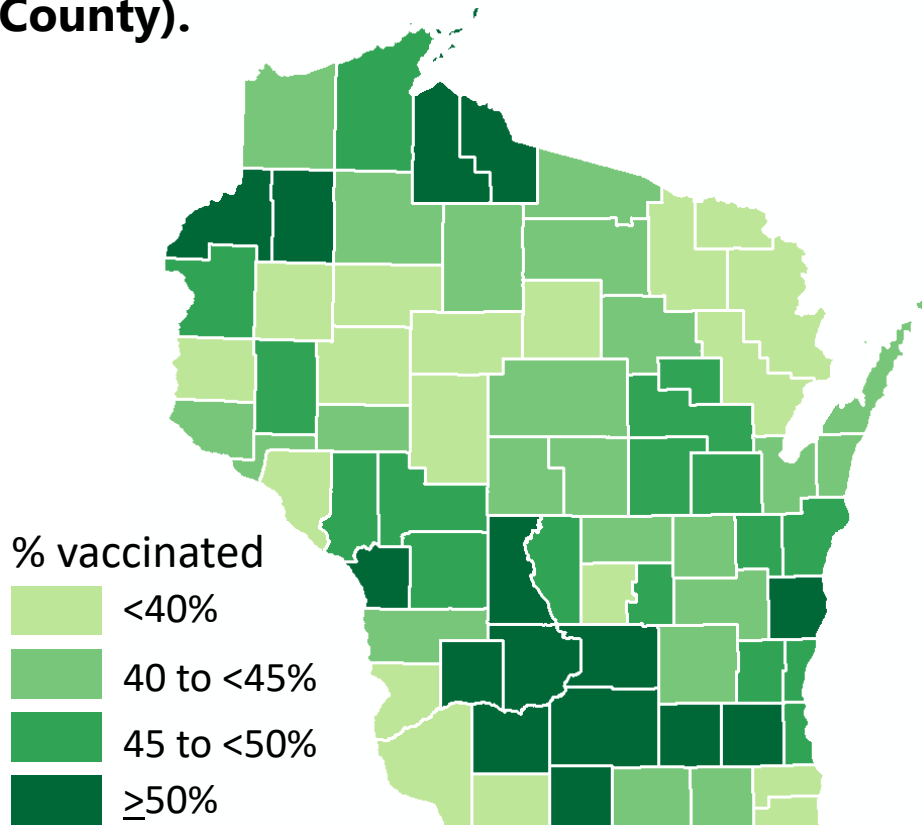 County).
% vaccinated
<40%
40 to <45%
45 to <50%
>50%